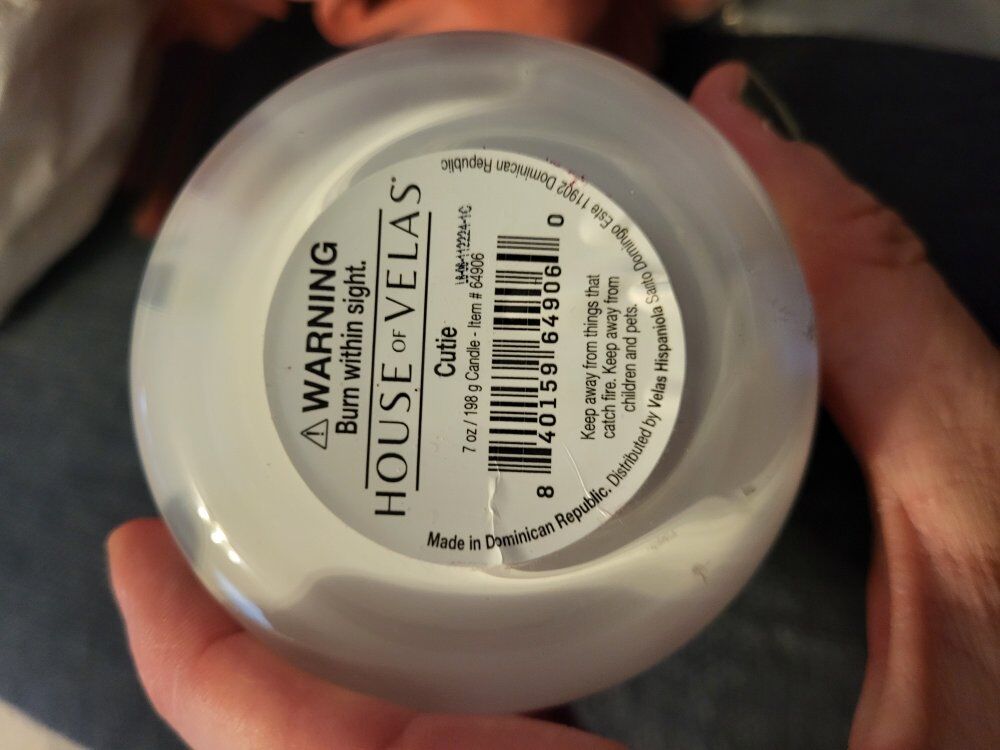 WARNING
Burn within sight.
HOUSE OF VELAS
Cutie
7 oz / 198 g Candle - Item # 64906
8 40159 64906 0
Keep away from things that
catch fire. Keep away from
children and pets.
Made in Dominican Republic. Distributed by Velas Hispaniola Santo Domingo Este 11902 Dominican Republic